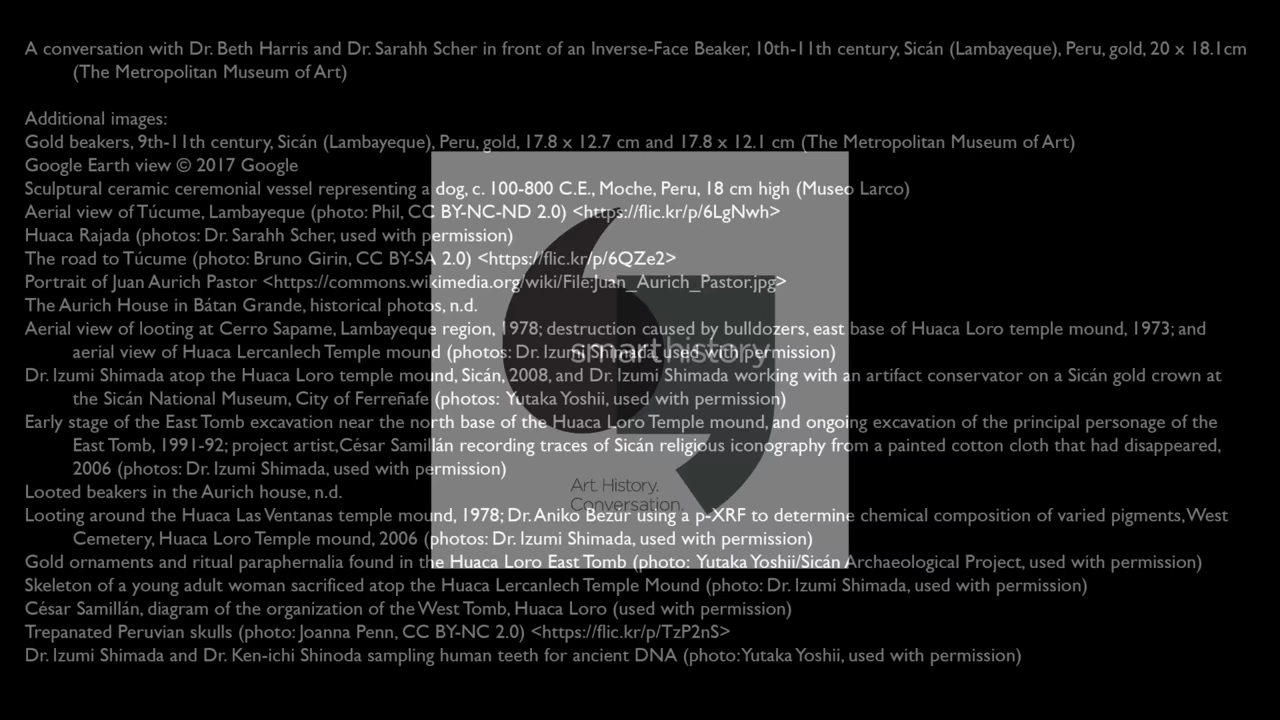 A conversation with Dr. Beth Harris and Dr. Sarahh Scher in front of an Inverse-Face Beaker, 10th-11th century, Sicán (Lambayeque), Peru, gold, 20 x 18.1cm
(The Metropolitan Museum of Art)
Additional images:
Gold beakers, 9th-11th century, Sicán (Lambayeque), Peru, gold, 17.8 x 12.7 cm and 17.8 x 12.1 cm (The Metropolitan Museum of Art)
Google Earth view © 2017 Google
Sculptural ceramic ceremonial vessel representing a dog, c. 100-800 C.E., Moche, Peru, 18 cm high (Museo Larco)
Aerial view of Túcume, Lambayeque (photo: Phil, CC BY-NC-ND 2.0) <https://flic.kr/p/6LgNwh>
Huaca Rajada (photos: Dr. Sarahh Scher, used with permission)
The road to Túcume (photo: Bruno Girin, CC BY-SA 2.0) <https://flic.kr/p/6QZe2>
Portrait of Juan Aurich Pastor <https://commons.wikimedia.org/wiki/File:Juan_Aurich_Pastor.jpg>
The Aurich House in Bátan Grande, historical photos, n.d.
Aerial view of looting at Cerro Sapame, Lambayeque region, 1978; destruction caused by bulldozers, east base of Huaca Loro temple mound, 1973; and
aerial view of Huaca Lercanlech Temple mound (photos: Dr. Izumi Shimada, used with permission)
smarthistory
Dr. Izumi Shimada atop the Huaca Loro temple mound, Sicán, 2008, and Dr. Izumi Shimada working with an artifact conservator on a Sicán gold crown at
the Sicán National Museum, City of Ferreñafe (photos: Yutaka Yoshii, used with permission)
Early stage of the East Tomb excavation near the north base of the Huaca Loro Temple mound, and ongoing excavation of the principal personage of the
East Tomb, 1991-92; project artist,César Samillán recording traces of Sicán religious iconography from a painted cotton cloth that had disappeared,
2006 (photos: Dr. Izumi Shimada, used with permission)
Looted beakers in the Aurich house, n.d.
Art. History.
Conversation.
Looting around the Huaca Las Ventanas temple mound, 1978; Dr. Aniko Bezur using a p-XRF to determine chemical composition of varied pigments, West
Cemetery, Huaca Loro Temple mound, 2006 (photos: Dr. Izumi Shimada, used with permission)
Gold ornaments and ritual paraphernalia found in the Huaca Loro East Tomb (photo: Yutaka Yoshii/Sicán Archaeological Project, used with permission)
Skeleton of a young adult woman sacrificed atop the Huaca Lercanlech Temple Mound (photo: Dr. Izumi Shimada, used with permission)
César Samillán, diagram of the organization of the West Tomb, Huaca Loro (used with permission)
Trepanated Peruvian skulls (photo: Joanna Penn, CC BY-NC 2.0) <https://flic.kr/p/TzP2nS>
Dr. Izumi Shimada and Dr. Ken-ichi Shinoda sampling human teeth for ancient DNA (photo: Yutaka Yoshii, used with permission)